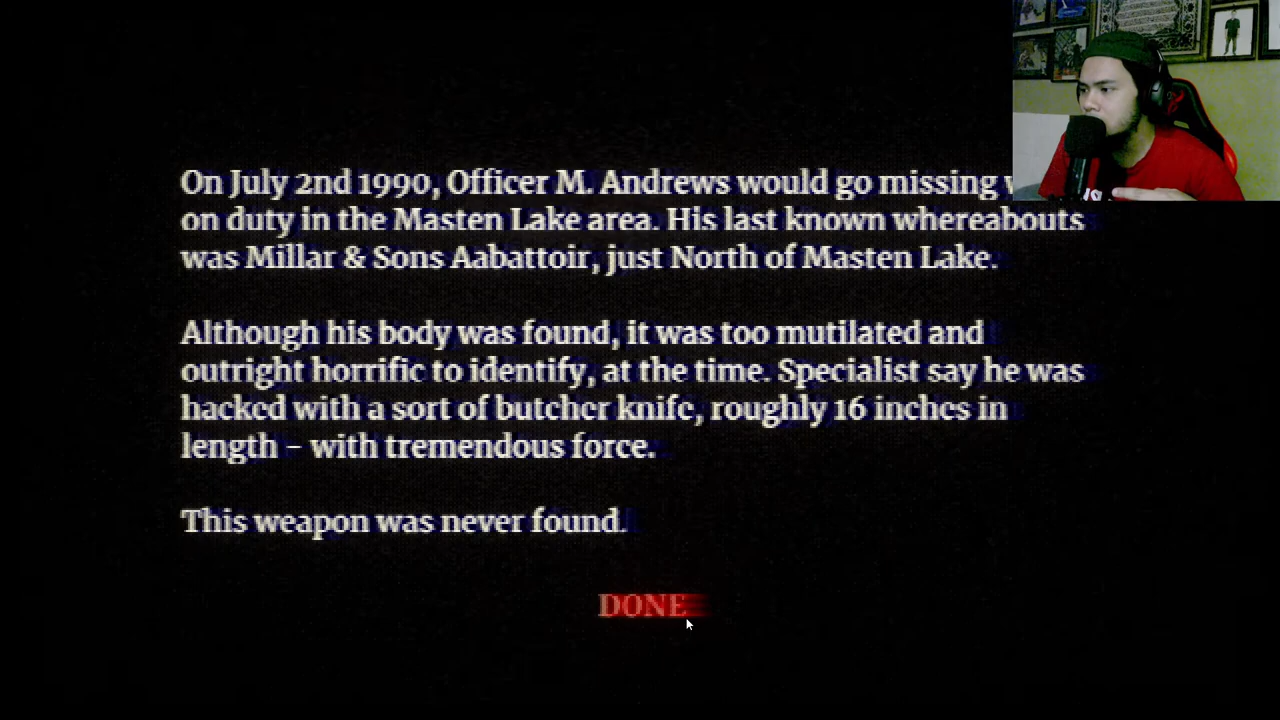 On July 2nd 1990, Officer M. Andrews would go missing
on duty in the Masten Lake area. His last known whereabouts
was Millar & Sons Aabattoir, just North of Masten Lake.
Although his body was found, it was too mutilated and
outright horrific to identify, at the time. Specialist say he was
hacked with a sort of butcher knife, roughly 16 inches in
length - with tremendous force.
This weapon was never found.
DONE